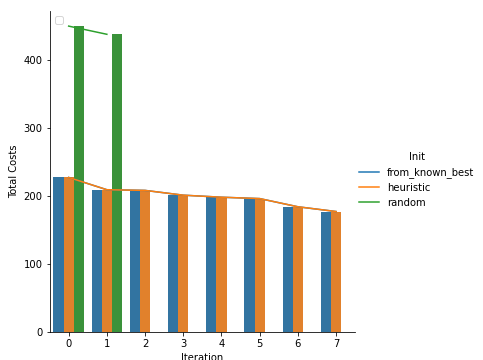 400
300
200
100
0
Total Costs
0 1 2 3 4 5 6 7
Iteration
Init
from_known_best
heuristic
random